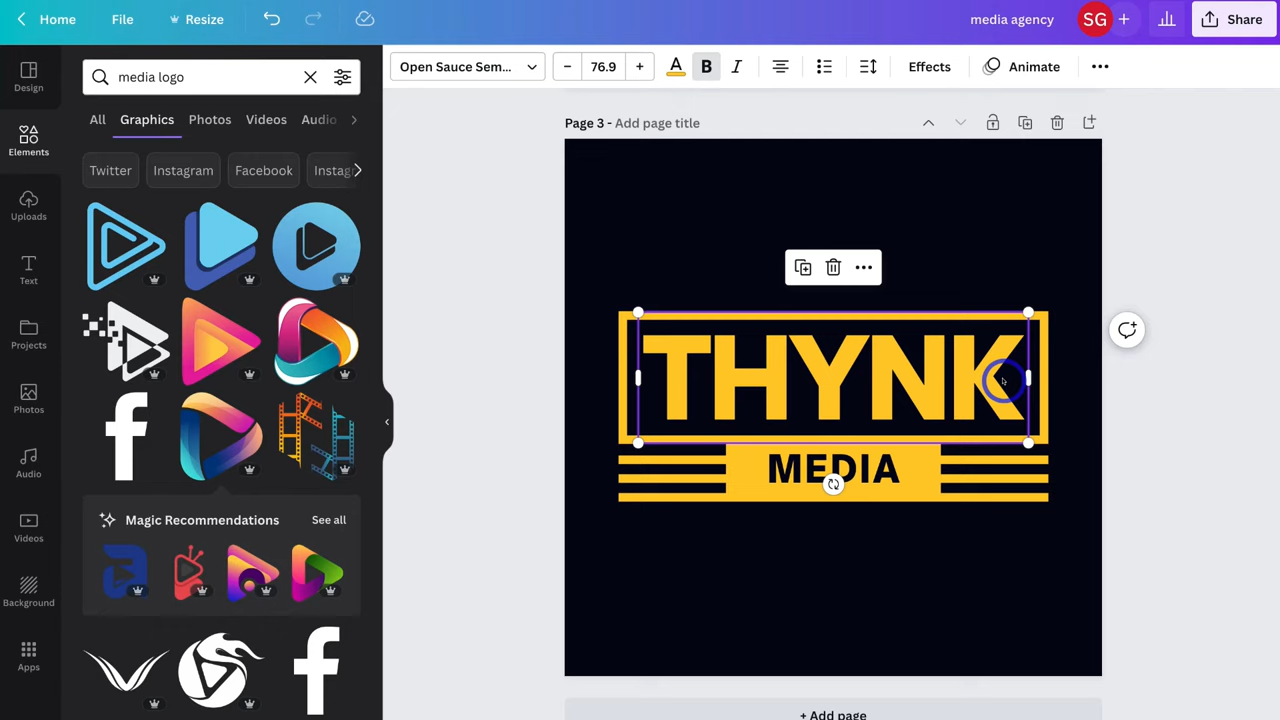 Home
File
Resize
media agency
SG
Share
Design
Elements
Uploads
Text
Projects
Photos
Audio
Videos
Background
Apps
media logo
All
Graphics
Photos
Videos
Audio
Twitter
Instagram
Facebook
Instagr
Magic Recommendations
See all
Open Sauce Sem...
76.9
A
B
I
Effects
Animate
Page 3 - Add page title
THYNK
MEDIA
+ Add page